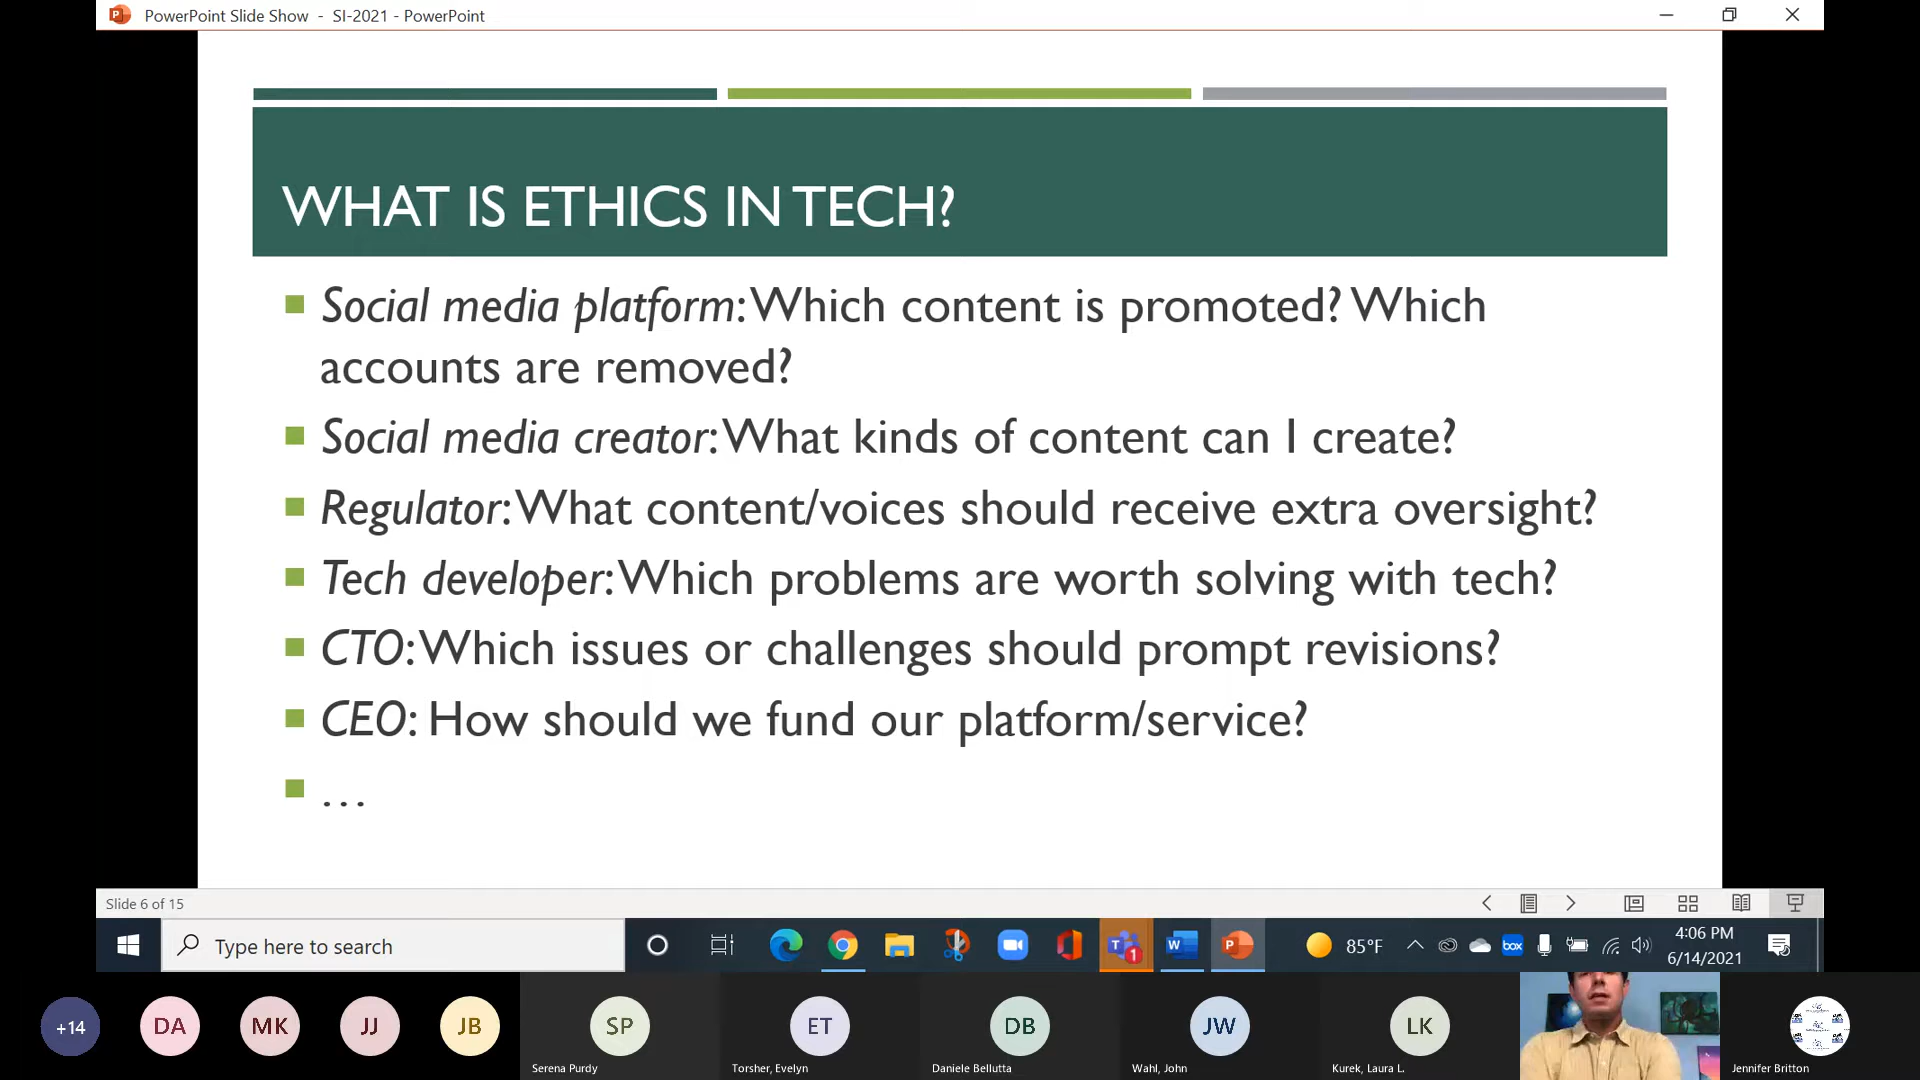 PowerPoint Slide Show - SI-2021 - PowerPoint
WHAT IS ETHICS IN TECH?
Social media platform: Which content is promoted? Which
accounts are removed?
Social media creator: What kinds of content can I create?
Regulator: What content/voices should receive extra oversight?
Tech developer: Which problems are worth solving with tech?
CTO: Which issues or challenges should prompt revisions?
CEO: How should we fund our platform/service?
...
Slide 6 of 15
Type here to search
T
1
W
P
85°F
box
4:06 PM
6/14/2021
+14
DA
MK
JJ
JB
SP
ET
DB
JW
LK
Serena Purdy
Torsher, Evelyn
Daniele Bellutta
Wahl, John
Kurek, Laura L.
Jennifer Britton